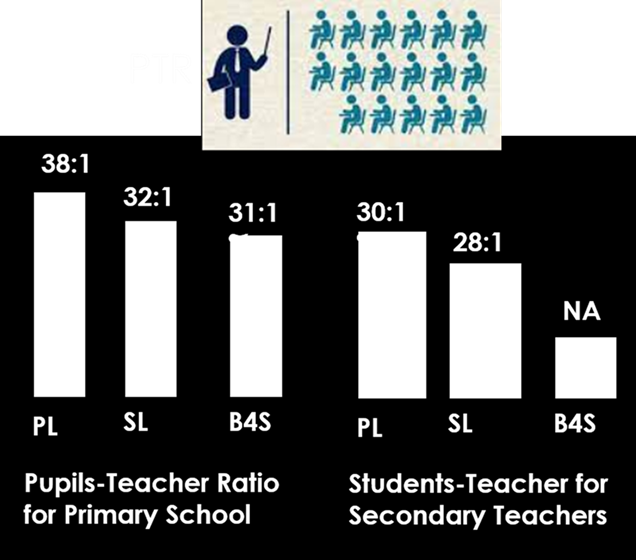 38:1
32:1
31:1
30:1
28:1
NA
PL
SL
B4S
PL
SL
B4S
Pupils-Teacher Ratio
for Primary School
Students-Teacher for
Secondary Teachers